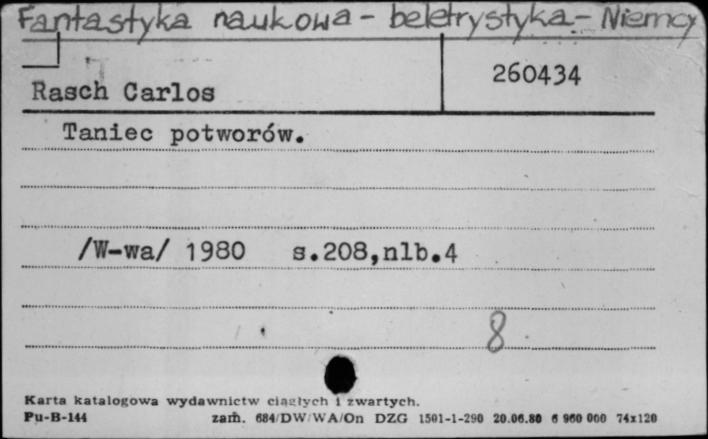 Fantastyka naukowa - beletrystyka - Niemcy
260434
Rasch Carlos
Taniec potworów.
/W-wa/ 1980 s.208,nlb.4
8
Karta katalogowa wydawnictw ciągłych i zwartych.
Pu-B-144 zam. 684/DW/WA/On DZG 1501-1-290 20.06.80 6 960 000 74x120